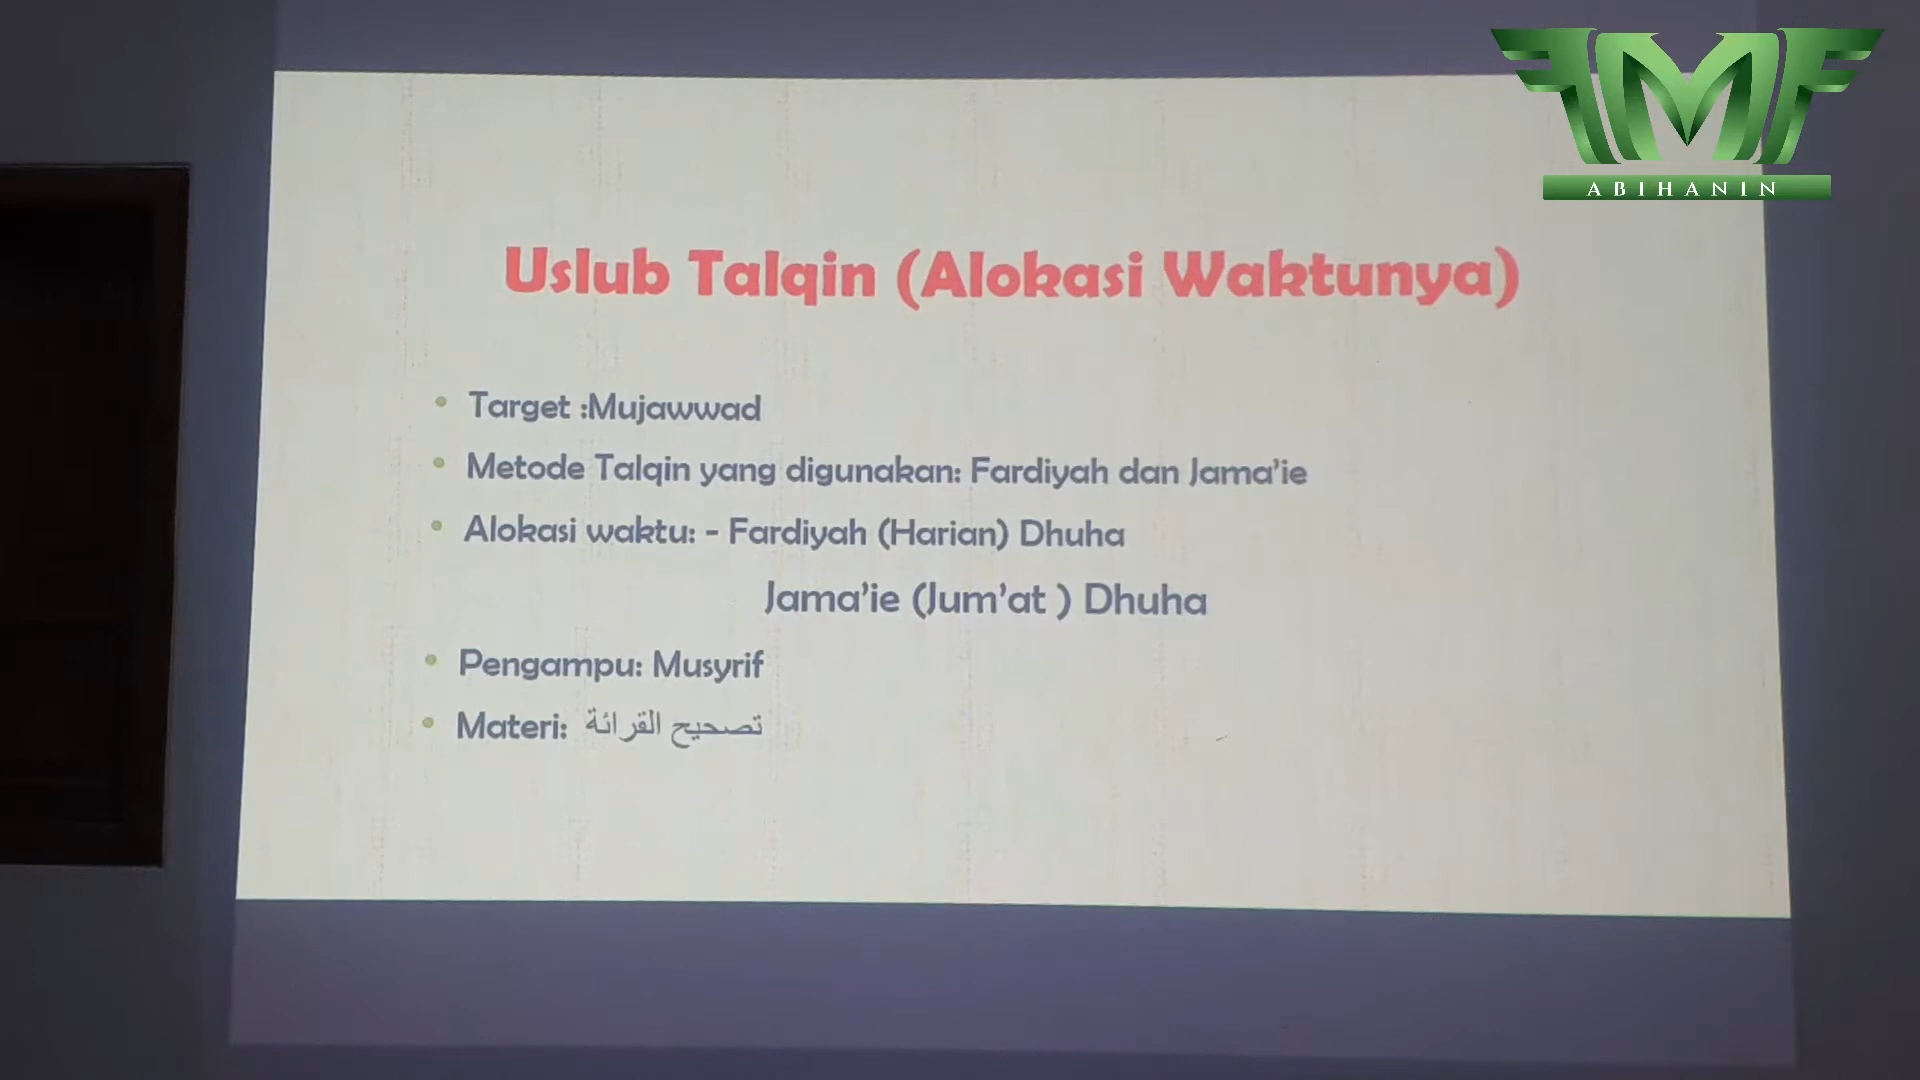 FMF
ABIHANIN
Uslub Talqin (Alokasi Waktunya)
• Target :Mujawwad
• Metode Talqin yang digunakan: Fardiyah dan Jama'ie
• Alokasi waktu: - Fardiyah (Harian) Dhuha
Jama'ie (Jum'at ) Dhuha
• Pengampu: Musyrif
• Materi: تصحيح القرائة